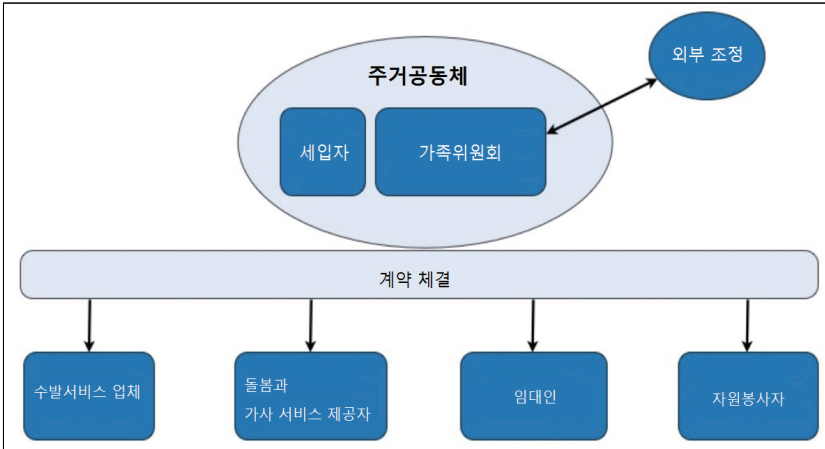 외부 조정
주거공동체
세입자
가족위원회
계약 체결
수발서비스 업체
돌봄과
가사 서비스 제공자
임대인
자원봉사자